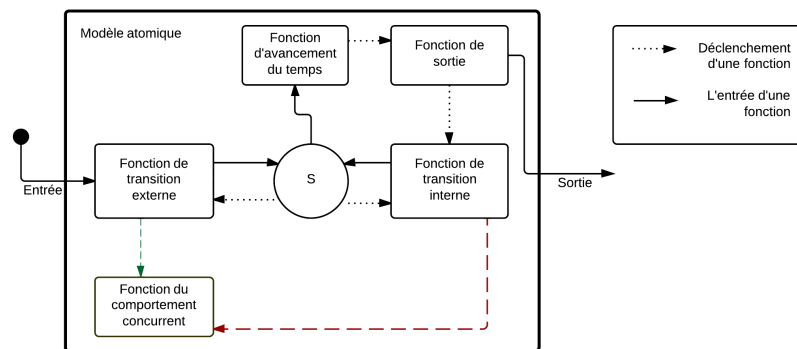 Modèle atomique
Fonction
d'avancement
du temps
Fonction de
sortie
Déclenchement
d'une fonction
L'entrée d'une
fonction
Fonction de
transition
externe
S
Fonction de
transition
interne
Entrée
Sortie
Fonction du
comportement
concurrent